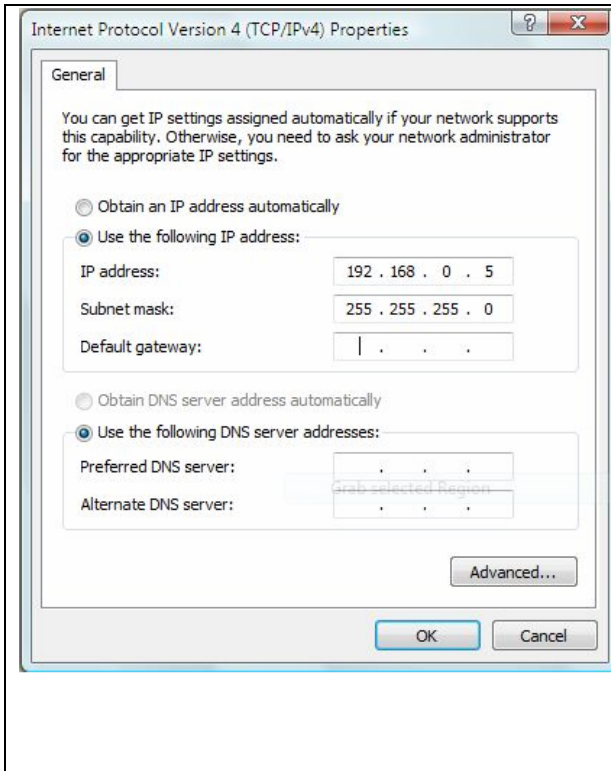 Internet Protocol Version 4 (TCP/IPv4) Properties
?
General
You can get IP settings assigned automatically if your network supports
this capability. Otherwise, you need to ask your network administrator
for the appropriate IP settings.
Obtain an IP address automatically
Use the following IP address:
IP address: 192 . 168 . 0 . 5
Subnet mask: 255 . 255 . 255 . 0
Default gateway: . . .
Obtain DNS server address automatically
Use the following DNS server addresses:
Preferred DNS server: . . .
Grab selected Region
Alternate DNS server: . . .
Advanced...
OK Cancel